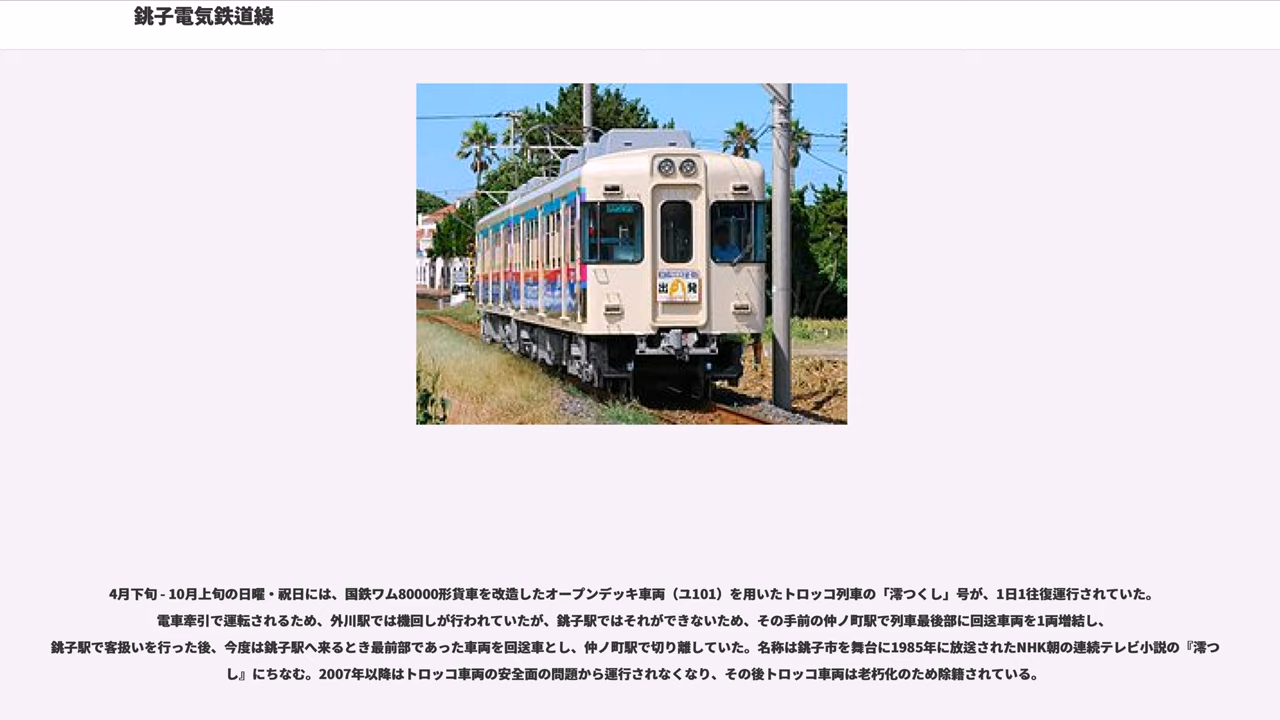 銚子電気鉄道線
出発
4月下旬 - 10月上旬の日曜・祝日には、国鉄ワム80000形貨車を改造したオープンデッキ車両（ユ101）を用いたトロッコ列車の「澪つくし」号が、1日1往復運行されていた。
電車牽引で運転されるため、外川駅では機回しが行われていたが、銚子駅ではそれができないため、その手前の仲ノ町駅で列車最後部に回送車両を1両増結し、
銚子駅で客扱いを行った後、今度は銚子駅へ来るとき最前部であった車両を回送車とし、仲ノ町駅で切り離していた。名称は銚子市を舞台に1985年に放送されたNHK朝の連続テレビ小説の『澪つ
し』にちなむ。2007年以降はトロッコ車両の安全面の問題から運行されなくなり、その後トロッコ車両は老朽化のため除籍されている。